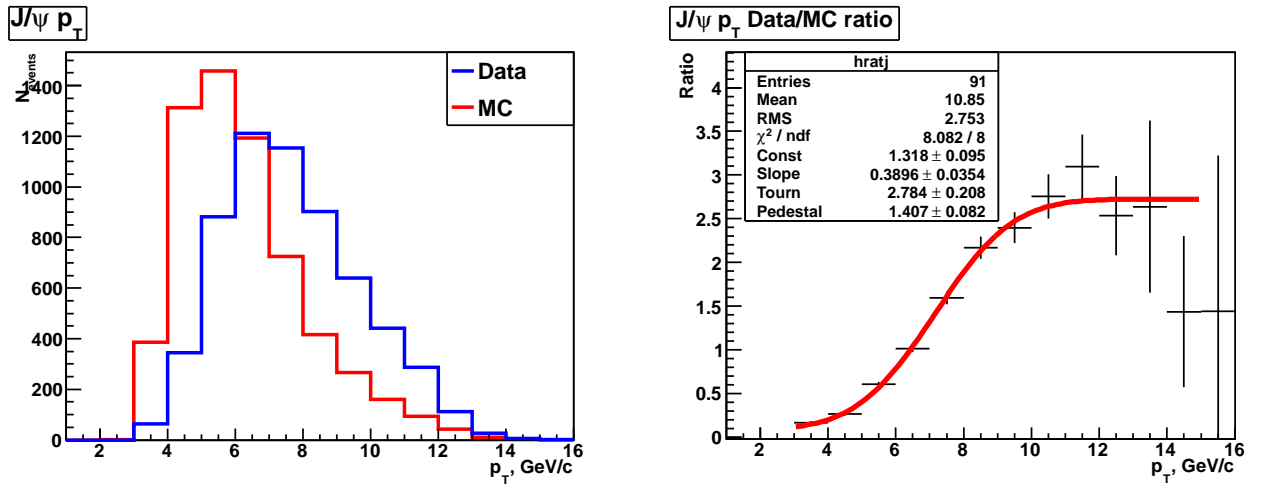 J/ψ p_T
N_events
1400
1200
1000
800
600
400
200
0
Data
MC
2 4 6 8 10 12 14 16
p_T, GeV/c
J/ψ p_T Data/MC ratio
Ratio
4
3.5
3
2.5
2
1.5
1
0.5
0
hratj
Entries 91
Mean 10.85
RMS 2.753
χ² / ndf 8.082 / 8
Const 1.318 ± 0.095
Slope 0.3896 ± 0.0354
Tourn 2.784 ± 0.208
Pedestal 1.407 ± 0.082
2 4 6 8 10 12 14 16
p_T, GeV/c